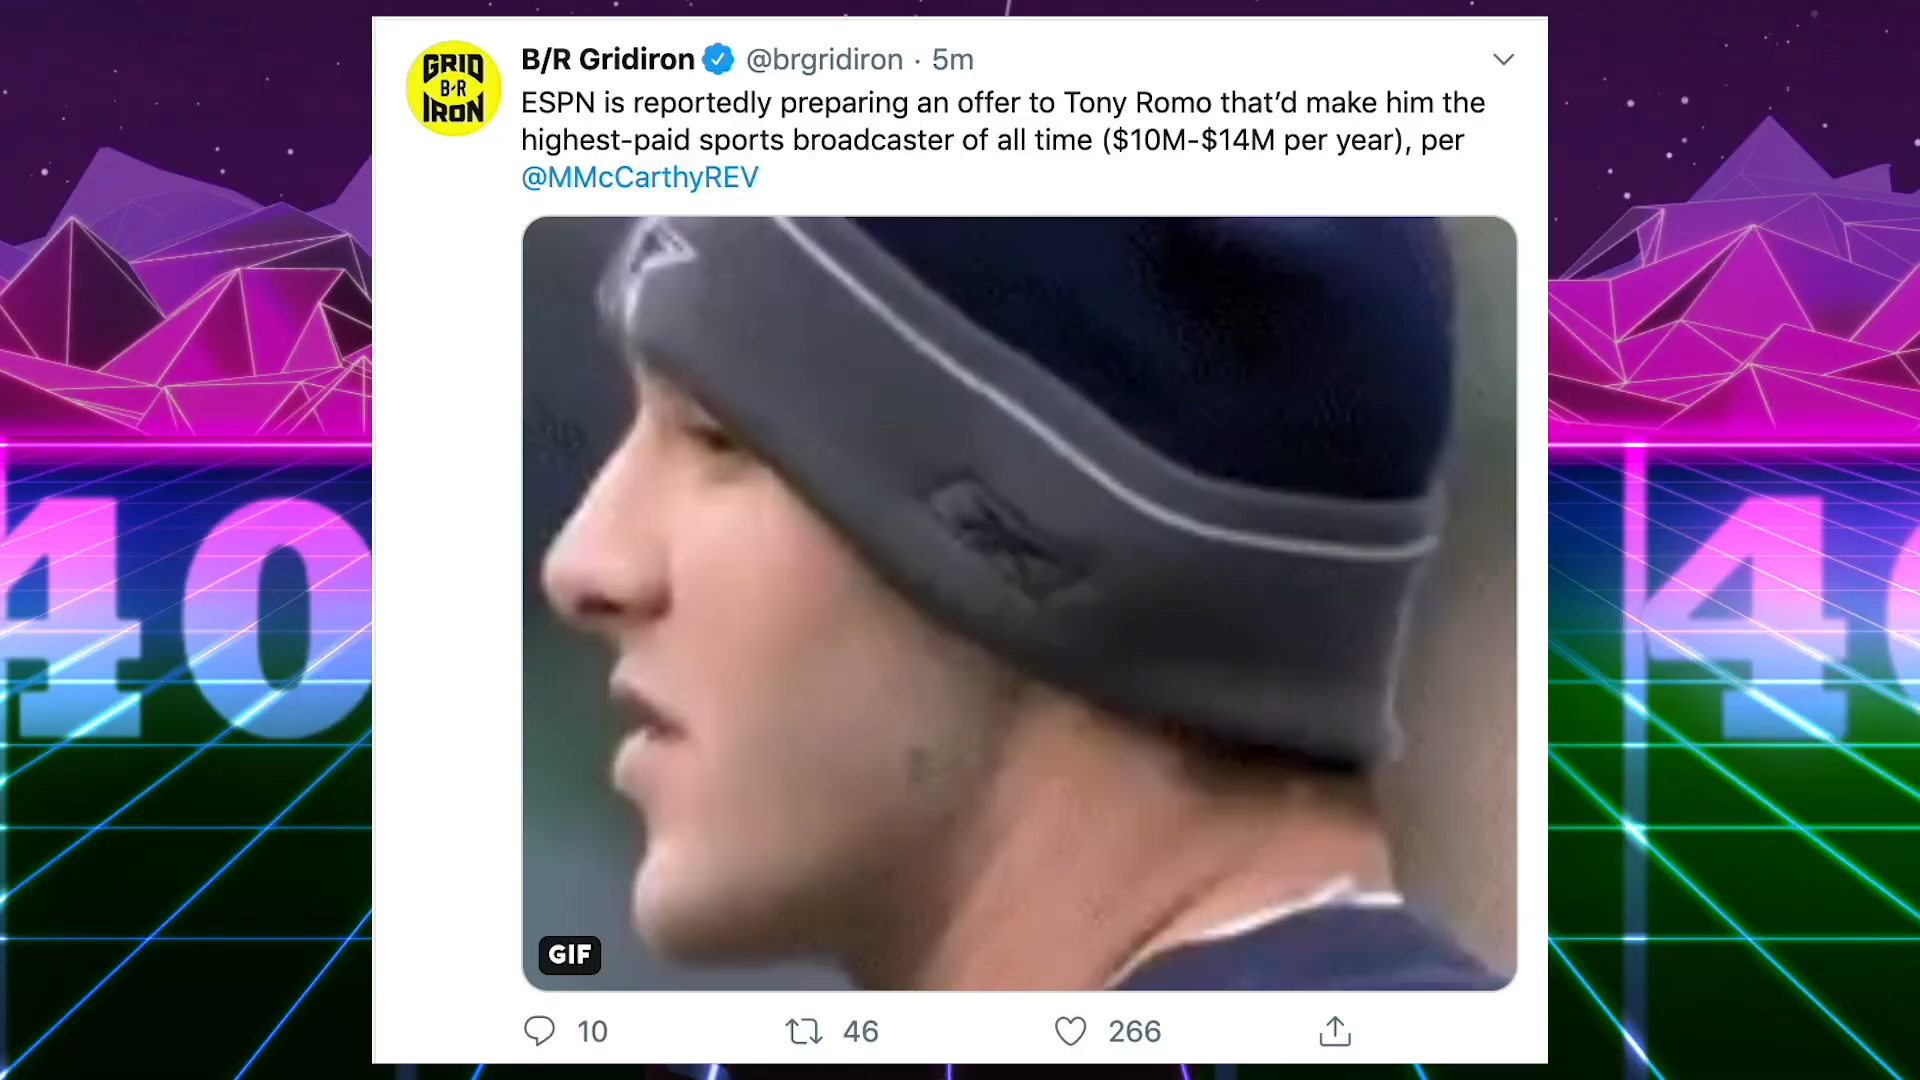 GRID
B·R
IRON
B/R Gridiron @brgridiron · 5m
ESPN is reportedly preparing an offer to Tony Romo that’d make him the
highest-paid sports broadcaster of all time ($10M-$14M per year), per
@MMcCarthyREV
40
40
GIF
10
46
266